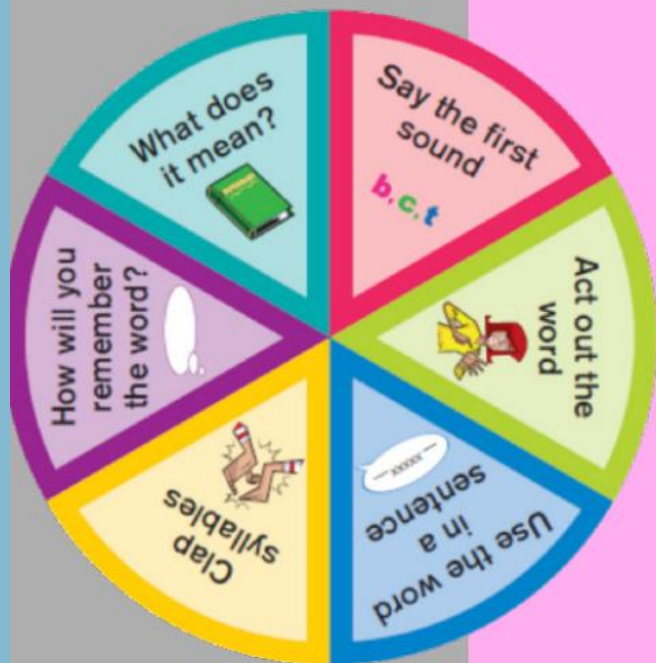 Say the first
sound
b, c, t
Act out the
word
Use the word
in a
sentence
__xxxx__
Clap
syllables
How will you
remember
the word?
What does
it mean?